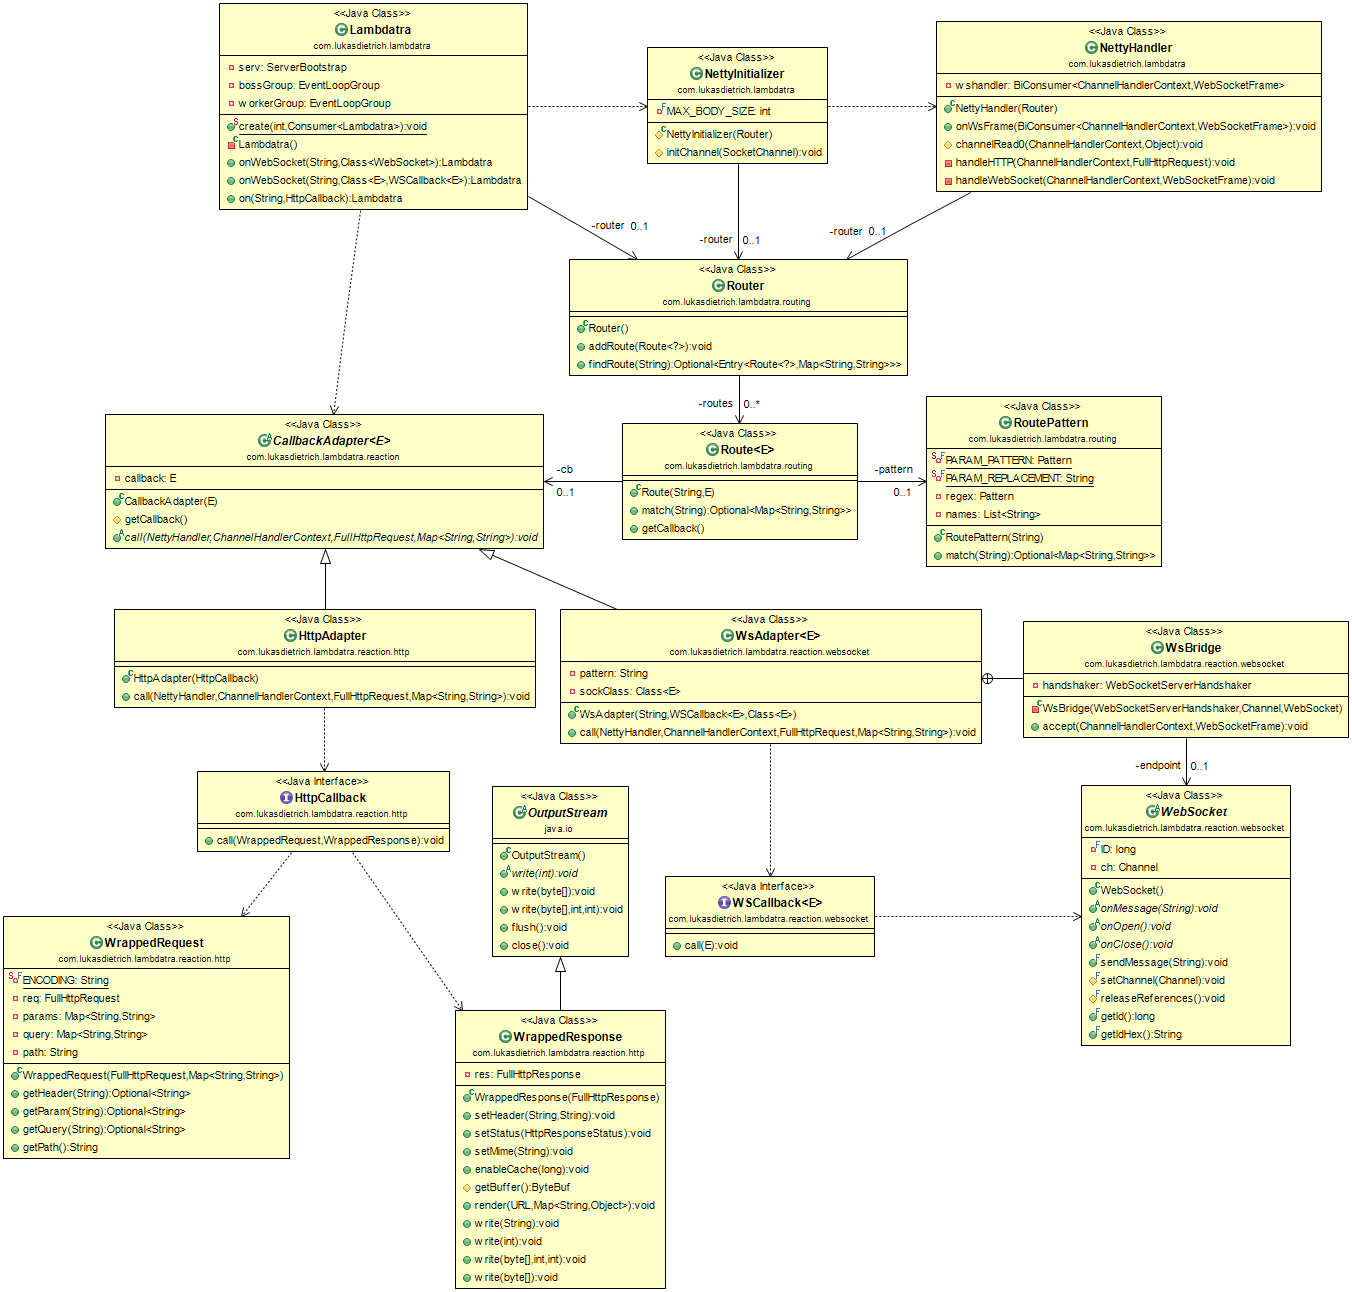 <<Java Class>>
Lambdatra
com.lukasdietrich.lambdatra
serv: ServerBootstrap
bossGroup: EventLoopGroup
workerGroup: EventLoopGroup
create(int,Consumer<Lambdatra>):void
Lambdatra()
onWebSocket(String,Class<WebSocket>):Lambdatra
onWebSocket(String,Class<E>,WSCallback<E>):Lambdatra
on(String,HttpCallback):Lambdatra
<<Java Class>>
NettyInitializer
com.lukasdietrich.lambdatra
MAX_BODY_SIZE: int
NettyInitializer(Router)
initChannel(SocketChannel):void
<<Java Class>>
NettyHandler
com.lukasdietrich.lambdatra
wshandler: BiConsumer<ChannelHandlerContext,WebSocketFrame>
NettyHandler(Router)
onWsFrame(BiConsumer<ChannelHandlerContext,WebSocketFrame>):void
channelRead0(ChannelHandlerContext,Object):void
handleHTTP(ChannelHandlerContext,FullHttpRequest):void
handleWebSocket(ChannelHandlerContext,WebSocketFrame):void
-router 0..1
-router 0..1
-router 0..1
<<Java Class>>
Router
com.lukasdietrich.lambdatra.routing
Router()
addRoute(Route<?>):void
findRoute(String):Optional<Entry<Route<?>,Map<String,String>>>
-routes 0..*
<<Java Class>>
CallbackAdapter<E>
com.lukasdietrich.lambdatra.reaction
callback: E
CallbackAdapter(E)
getCallback()
call(NettyHandler,ChannelHandlerContext,FullHttpRequest,Map<String,String>):void
-cb
0..1
<<Java Class>>
Route<E>
com.lukasdietrich.lambdatra.routing
Route(String,E)
match(String):Optional<Map<String,String>>
getCallback()
-pattern
0..1
<<Java Class>>
RoutePattern
com.lukasdietrich.lambdatra.routing
PARAM_PATTERN: Pattern
PARAM_REPLACEMENT: String
regex: Pattern
names: List<String>
RoutePattern(String)
match(String):Optional<Map<String,String>>
<<Java Class>>
HttpAdapter
com.lukasdietrich.lambdatra.reaction.http
HttpAdapter(HttpCallback)
call(NettyHandler,ChannelHandlerContext,FullHttpRequest,Map<String,String>):void
<<Java Class>>
WsAdapter<E>
com.lukasdietrich.lambdatra.reaction.websocket
pattern: String
sockClass: Class<E>
WsAdapter(String,WSCallback<E>,Class<E>)
call(NettyHandler,ChannelHandlerContext,FullHttpRequest,Map<String,String>):void
<<Java Class>>
WsBridge
com.lukasdietrich.lambdatra.reaction.websocket
handshaker: WebSocketServerHandshaker
WsBridge(WebSocketServerHandshaker,Channel,WebSocket)
accept(ChannelHandlerContext,WebSocketFrame):void
-endpoint 0..1
<<Java Interface>>
HttpCallback
com.lukasdietrich.lambdatra.reaction.http
call(WrappedRequest,WrappedResponse):void
<<Java Class>>
OutputStream
java.io
OutputStream()
write(int):void
write(byte[]):void
write(byte[],int,int):void
flush():void
close():void
<<Java Interface>>
WSCallback<E>
com.lukasdietrich.lambdatra.reaction.websocket
call(E):void
<<Java Class>>
WebSocket
com.lukasdietrich.lambdatra.reaction.websocket
ID: long
ch: Channel
WebSocket()
onMessage(String):void
onOpen():void
onClose():void
sendMessage(String):void
setChannel(Channel):void
releaseReferences():void
getId():long
getIdHex():String
<<Java Class>>
WrappedRequest
com.lukasdietrich.lambdatra.reaction.http
ENCODING: String
req: FullHttpRequest
params: Map<String,String>
query: Map<String,String>
path: String
WrappedRequest(FullHttpRequest,Map<String,String>)
getHeader(String):Optional<String>
getParam(String):Optional<String>
getQuery(String):Optional<String>
getPath():String
<<Java Class>>
WrappedResponse
com.lukasdietrich.lambdatra.reaction.http
res: FullHttpResponse
WrappedResponse(FullHttpResponse)
setHeader(String,String):void
setStatus(HttpResponseStatus):void
setMime(String):void
enableCache(long):void
getBuffer():ByteBuf
render(URL,Map<String,Object>):void
write(String):void
write(int):void
write(byte[],int,int):void
write(byte[]):void